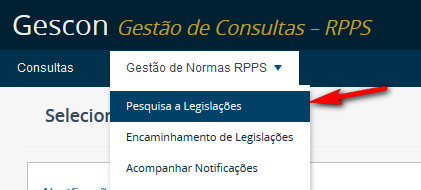 Gescon Gestão de Consultas – RPPS
Consultas Gestão de Normas RPPS
Selecion
Pesquisa a Legislações
Encaminhamento de Legislações
Acompanhar Notificações